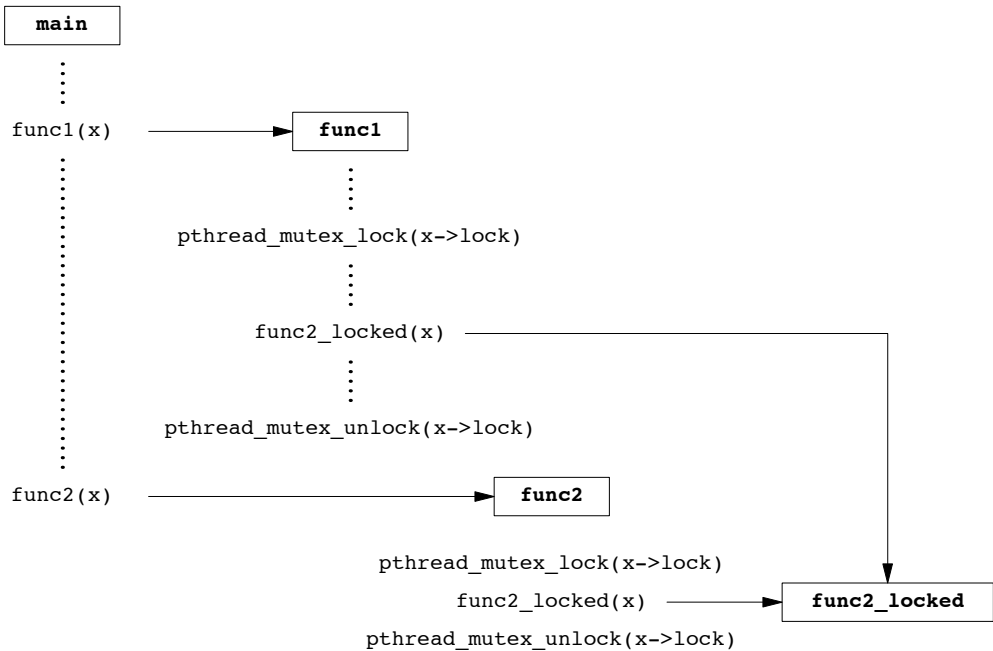 main
func1(x)
func1
pthread_mutex_lock(x->lock)
func2_locked(x)
pthread_mutex_unlock(x->lock)
func2(x)
func2
pthread_mutex_lock(x->lock)
func2_locked(x)
func2_locked
pthread_mutex_unlock(x->lock)